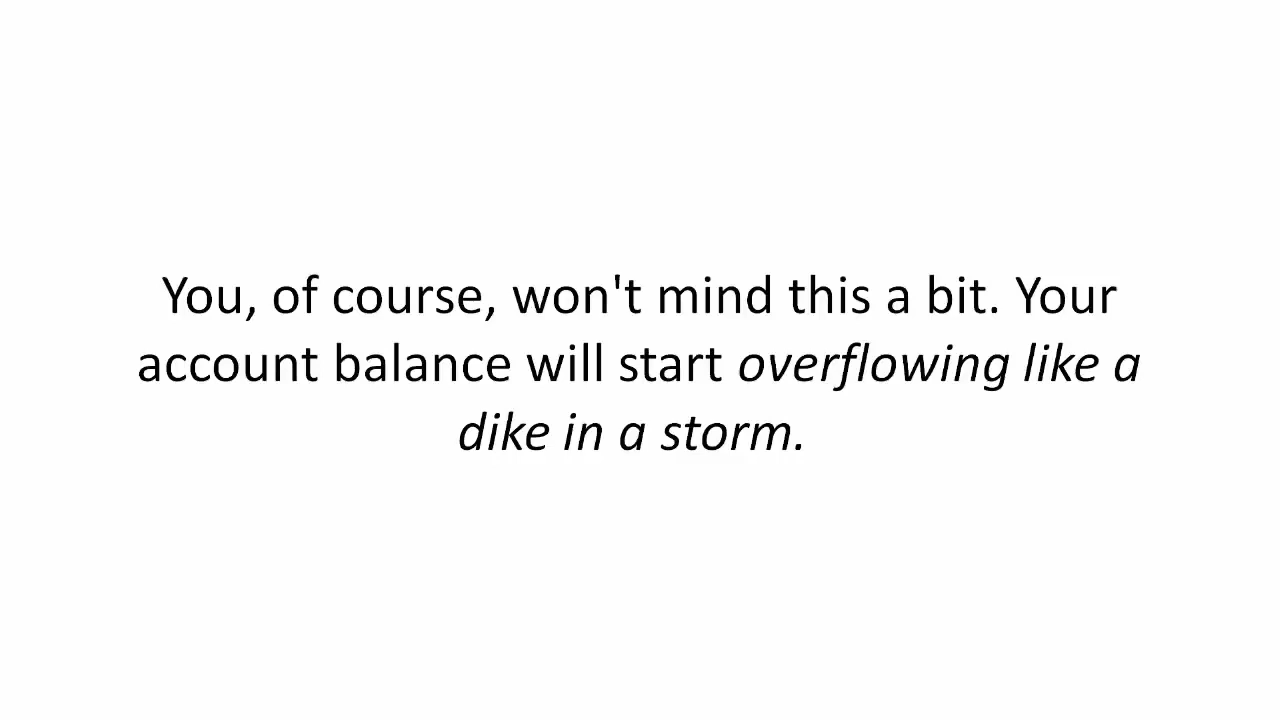 You, of course, won't mind this a bit. Your
account balance will start overflowing like a
dike in a storm.